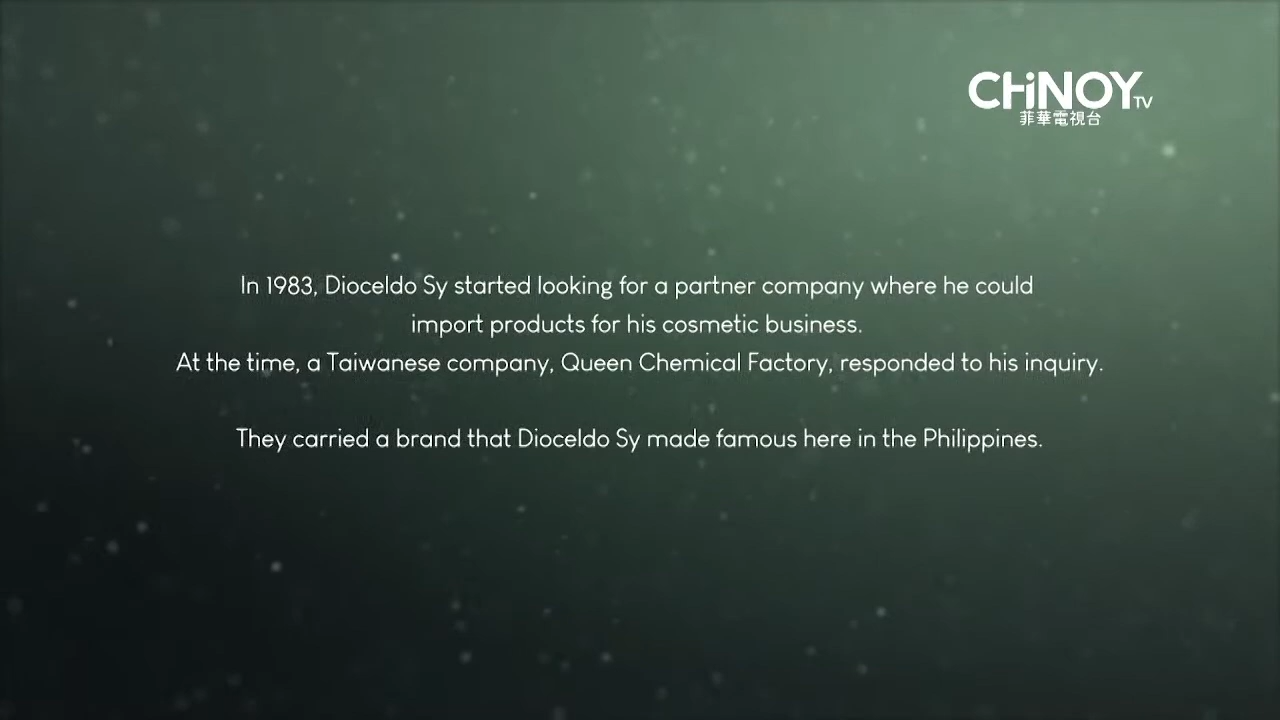 CHiNOY TV
菲華電視台
In 1983, Dioceldo Sy started looking for a partner company where he could
import products for his cosmetic business.
At the time, a Taiwanese company, Queen Chemical Factory, responded to his inquiry.
They carried a brand that Dioceldo Sy made famous here in the Philippines.